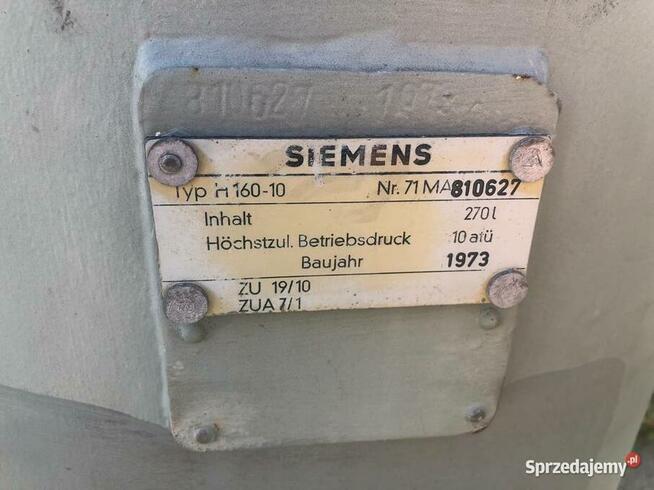 810627 1973
SIEMENS
Typ H 160-10 Nr. 71 MA 810627
Inhalt 270 l
Höchstzul. Betriebsdruck 10 atü
Baujahr 1973
ZU 19/10
ZUA 7/1
Sprzedajemy.pl